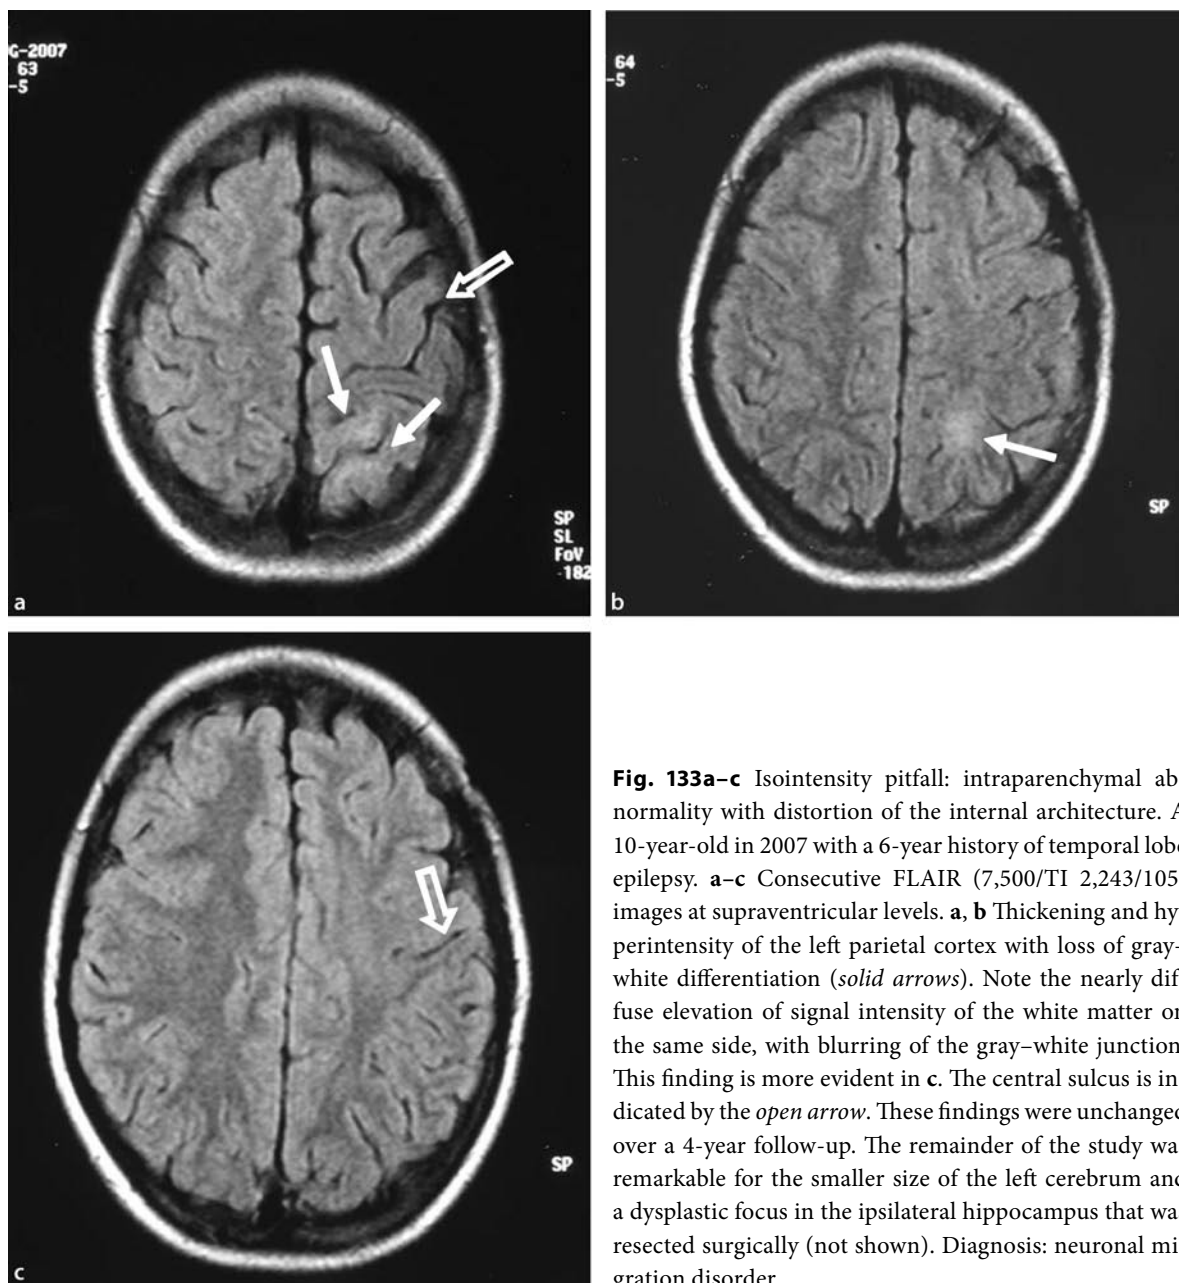 G-2007
63
-5
SP
SL
FoV
182
a
64
-5
SP
b
SP
c
Fig. 133a–c Isointensity pitfall: intraparenchymal ab
normality with distortion of the internal architecture. A
10-year-old in 2007 with a 6-year history of temporal lobe
epilepsy. a–c Consecutive FLAIR (7,500/TI 2,243/105
images at supraventricular levels. a, b Thickening and hy
perintensity of the left parietal cortex with loss of gray–
white differentiation (solid arrows). Note the nearly dif
fuse elevation of signal intensity of the white matter on
the same side, with blurring of the gray–white junction
This finding is more evident in c. The central sulcus is in
dicated by the open arrow. These findings were unchanged
over a 4-year follow-up. The remainder of the study wa
remarkable for the smaller size of the left cerebrum and
a dysplastic focus in the ipsilateral hippocampus that wa
resected surgically (not shown). Diagnosis: neuronal mi
gration disorder